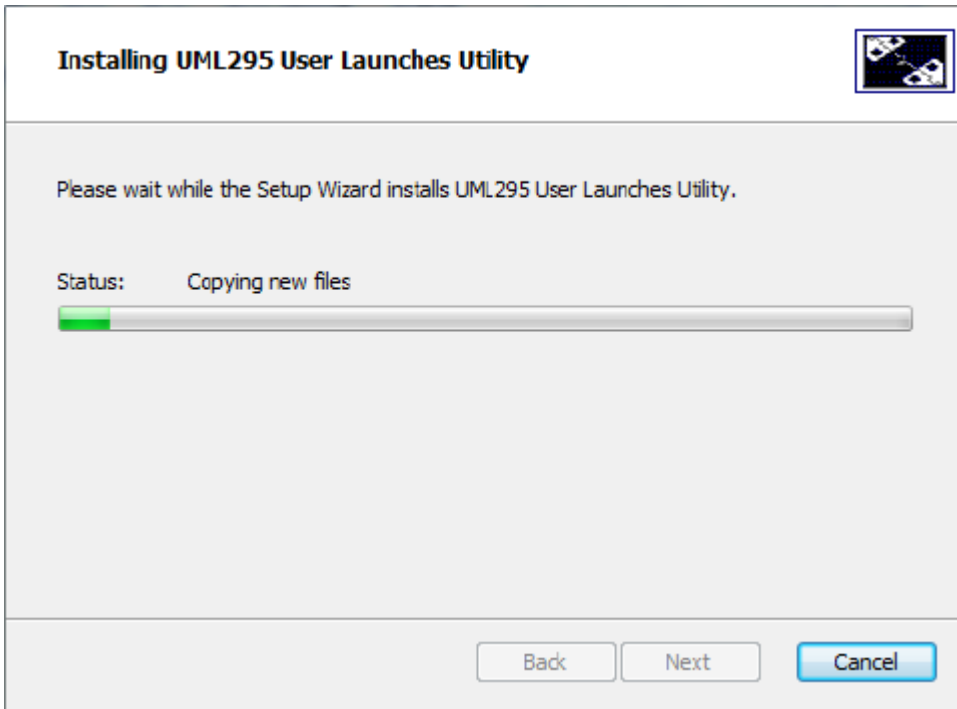 Installing UML295 User Launches Utility
Please wait while the Setup Wizard installs UML295 User Launches Utility.
Status: Copying new files
Back Next Cancel